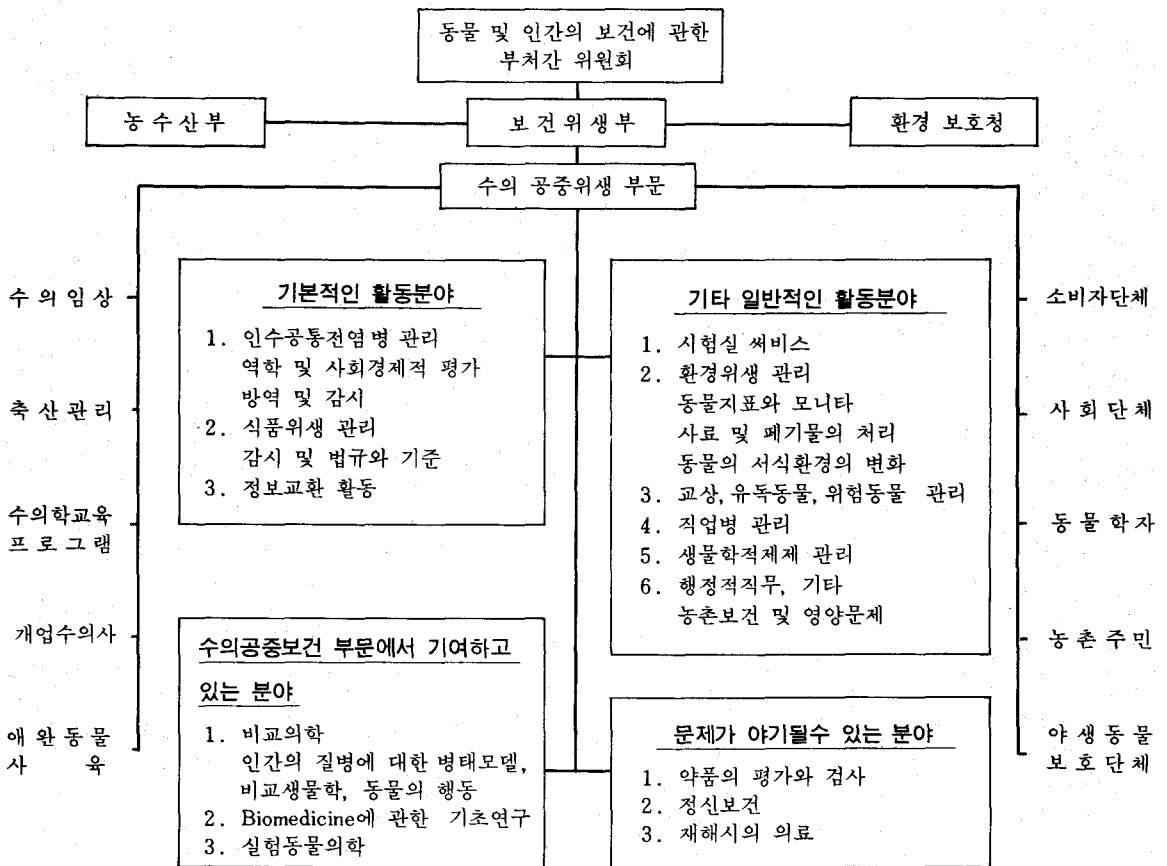 동물 및 인간의 보건에 관한
부처간 위원회
농수산부
보건위생부
환경 보호청
수의 공중위생 부문
수의임상
축산관리
수의학교육
프로그램
개업수의사
애완동물
사육
기본적인 활동분야
1. 인수공통전염병 관리
역학 및 사회경제적 평가
방역 및 감시
2. 식품위생 관리
감시 및 법규와 기준
3. 정보교환 활동
기타 일반적인 활동분야
1. 시험실 써비스
2. 환경위생 관리
동물지표와 모니타
사료 및 폐기물의 처리
동물의 서식환경의 변화
3. 교상, 유독동물, 위험동물 관리
4. 직업병 관리
5. 생물학적제제 관리
6. 행정적직무, 기타
농촌보건 및 영양문제
수의공중보건 부문에서 기여하고
있는 분야
1. 비교의학
인간의 질병에 대한 병태모델,
비교생물학, 동물의 행동
2. Biomedicine에 관한 기초연구
3. 실험동물의학
문제가 야기될수 있는 분야
1. 약품의 평가와 검사
2. 정신보건
3. 재해시의 의료
소비자단체
사회단체
동물학자
농촌주민
야생동물
보호단체